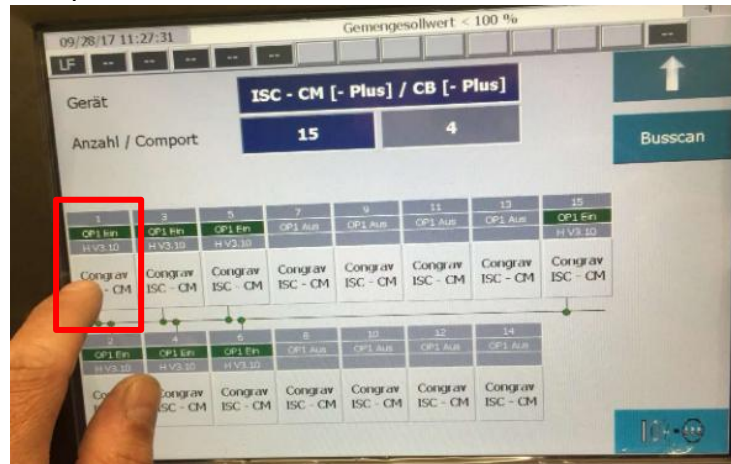 Gemengesollwert < 100 %
09/28/17 11:27:31
LF -- -- -- -- -- --
Gerät ISC - CM [- Plus] / CB [- Plus]
Anzahl / Comport 15 4
Busscan
1 3 5 7 9 11 13 15
OP1 Ein OP1 Ein OP1 Ein OP1 Aus OP1 Aus OP1 Aus OP1 Aus OP1 Ein
H V3.10 H V3.10 H V3.10 H V3.10
Congrav Congrav Congrav Congrav Congrav Congrav Congrav Congrav
- CM ISC - CM ISC - CM ISC - CM ISC - CM ISC - CM ISC - CM ISC - CM
2 4 6 8 10 12 14
OP1 Ein OP1 Ein OP1 Ein OP1 Aus OP1 Aus OP1 Aus OP1 Aus
H V3.10 H V3.10 H V3.10
Co Congrav Congrav Congrav Congrav Congrav Congrav
ISC - CM ISC - CM ISC - CM ISC - CM ISC - CM ISC - CM